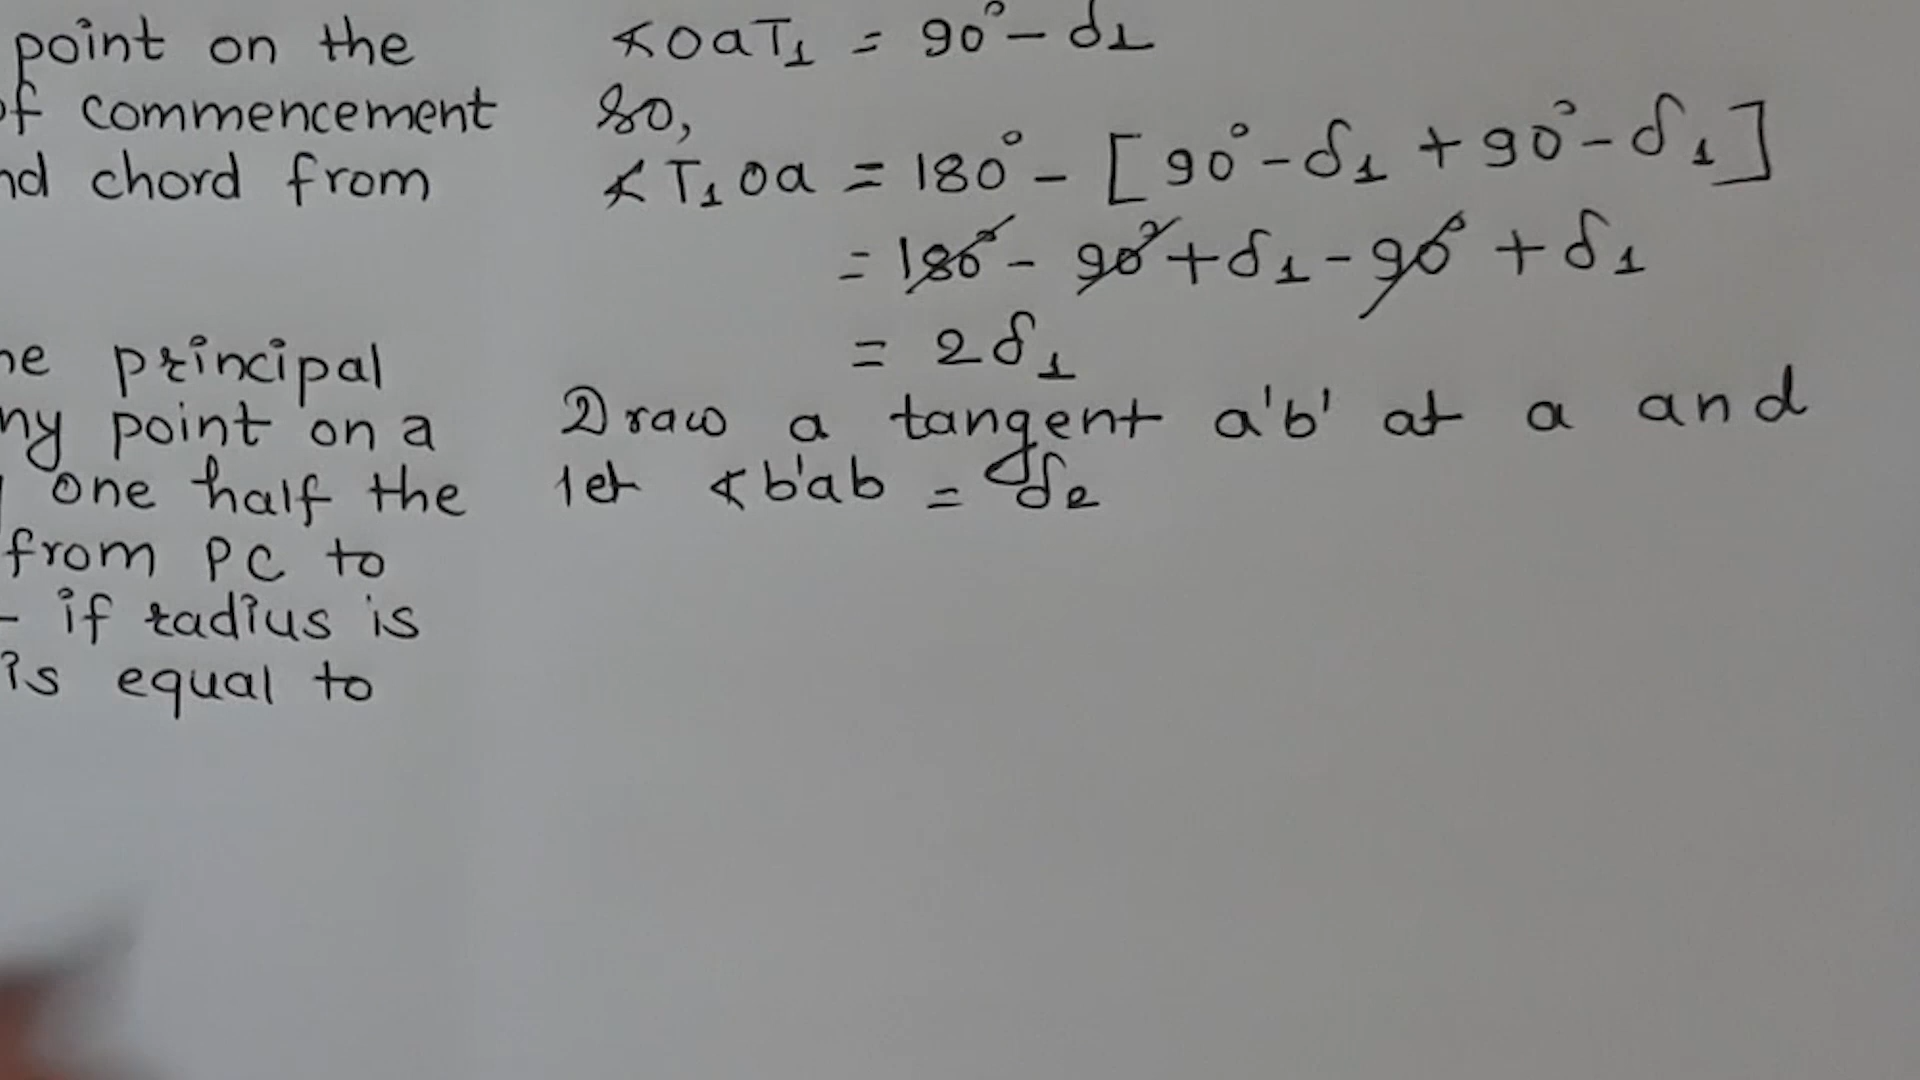 point on the
of commencement
nd chord from
he principal
ny point on a
one half the
from PC to
- if radius is
is equal to
∡OaT₁ = 90° - δ₁
so,
∡T₁Oa = 180° - [90° - δ₁ + 90° - δ₁]
= 180° - 90° + δ₁ - 90° + δ₁
= 2δ₁
Draw a tangent a'b' at a and
let ∡b'ab = δ₂